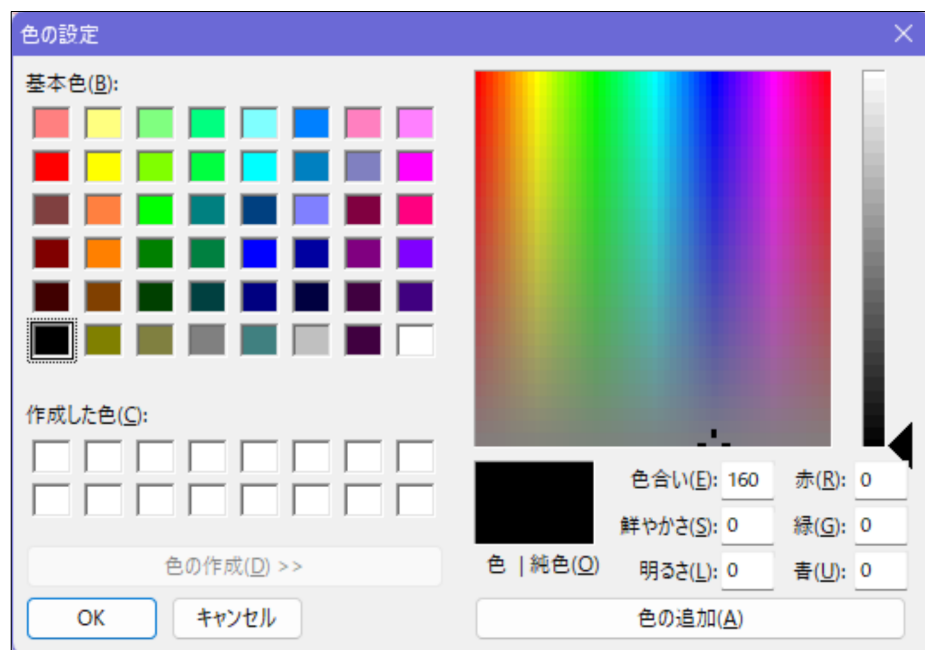 色の設定
基本色(B):
作成した色(C):
色の作成(D) >>
OK
キャンセル
色 | 純色(O)
色合い(E): 160
鮮やかさ(S): 0
明るさ(L): 0
赤(R): 0
緑(G): 0
青(U): 0
色の追加(A)